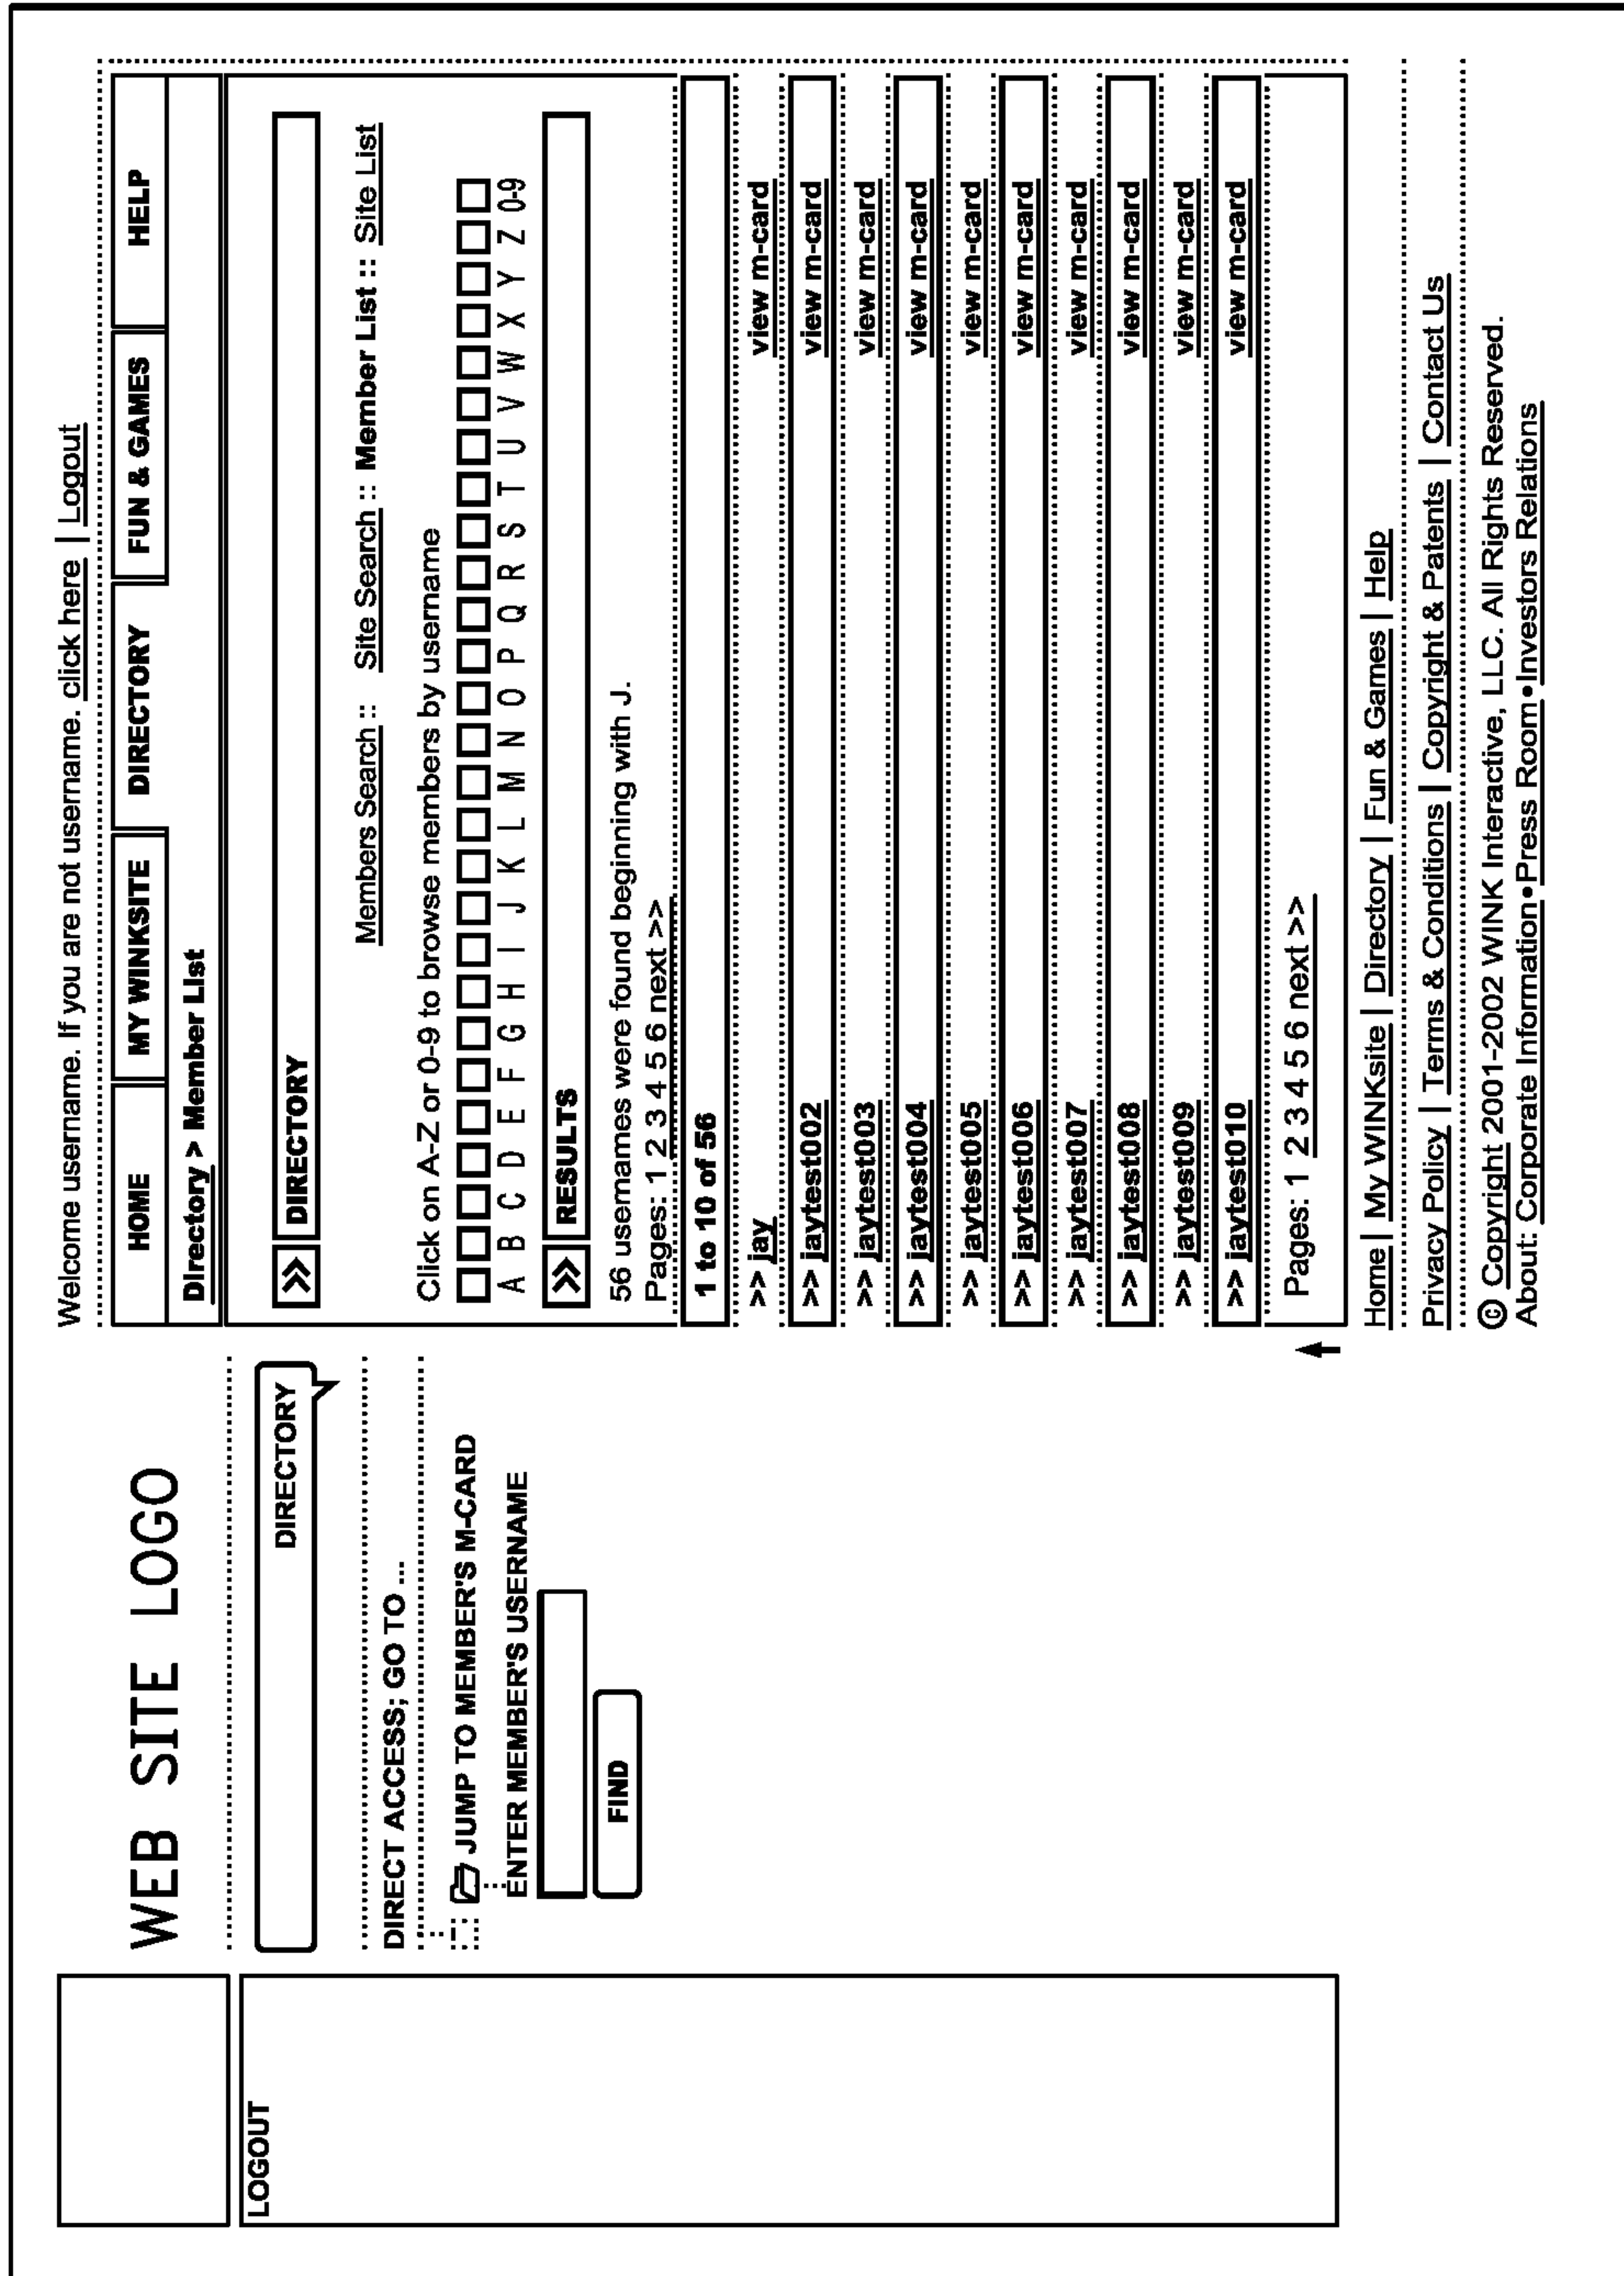 Welcome username. If you are not username. click here | Logout
WEB SITE LOGO
HOME MY WINKSITE DIRECTORY FUN & GAMES HELP
Directory > Member List
LOGOUT
DIRECTORY
>> DIRECTORY
DIRECT ACCESS; GO TO ...
Members Search :: Site Search :: Member List :: Site List
JUMP TO MEMBER'S M-CARD
ENTER MEMBER'S USERNAME
FIND
Click on A-Z or 0-9 to browse members by username
A B C D E F G H I J K L M N O P Q R S T U V W X Y Z 0-9
>> RESULTS
56 usernames were found beginning with J.
Pages: 1 2 3 4 5 6 next >>
1 to 10 of 56
>> jay view m-card
>> jaytest002 view m-card
>> jaytest003 view m-card
>> jaytest004 view m-card
>> jaytest005 view m-card
>> jaytest006 view m-card
>> jaytest007 view m-card
>> jaytest008 view m-card
>> jaytest009 view m-card
>> jaytest010 view m-card
Pages: 1 2 3 4 5 6 next >>
Home | My WINKsite | Directory | Fun & Games | Help
Privacy Policy | Terms & Conditions | Copyright & Patents | Contact Us
© Copyright 2001-2002 WINK Interactive, LLC. All Rights Reserved.
About: Corporate Information•Press Room•Investors Relations